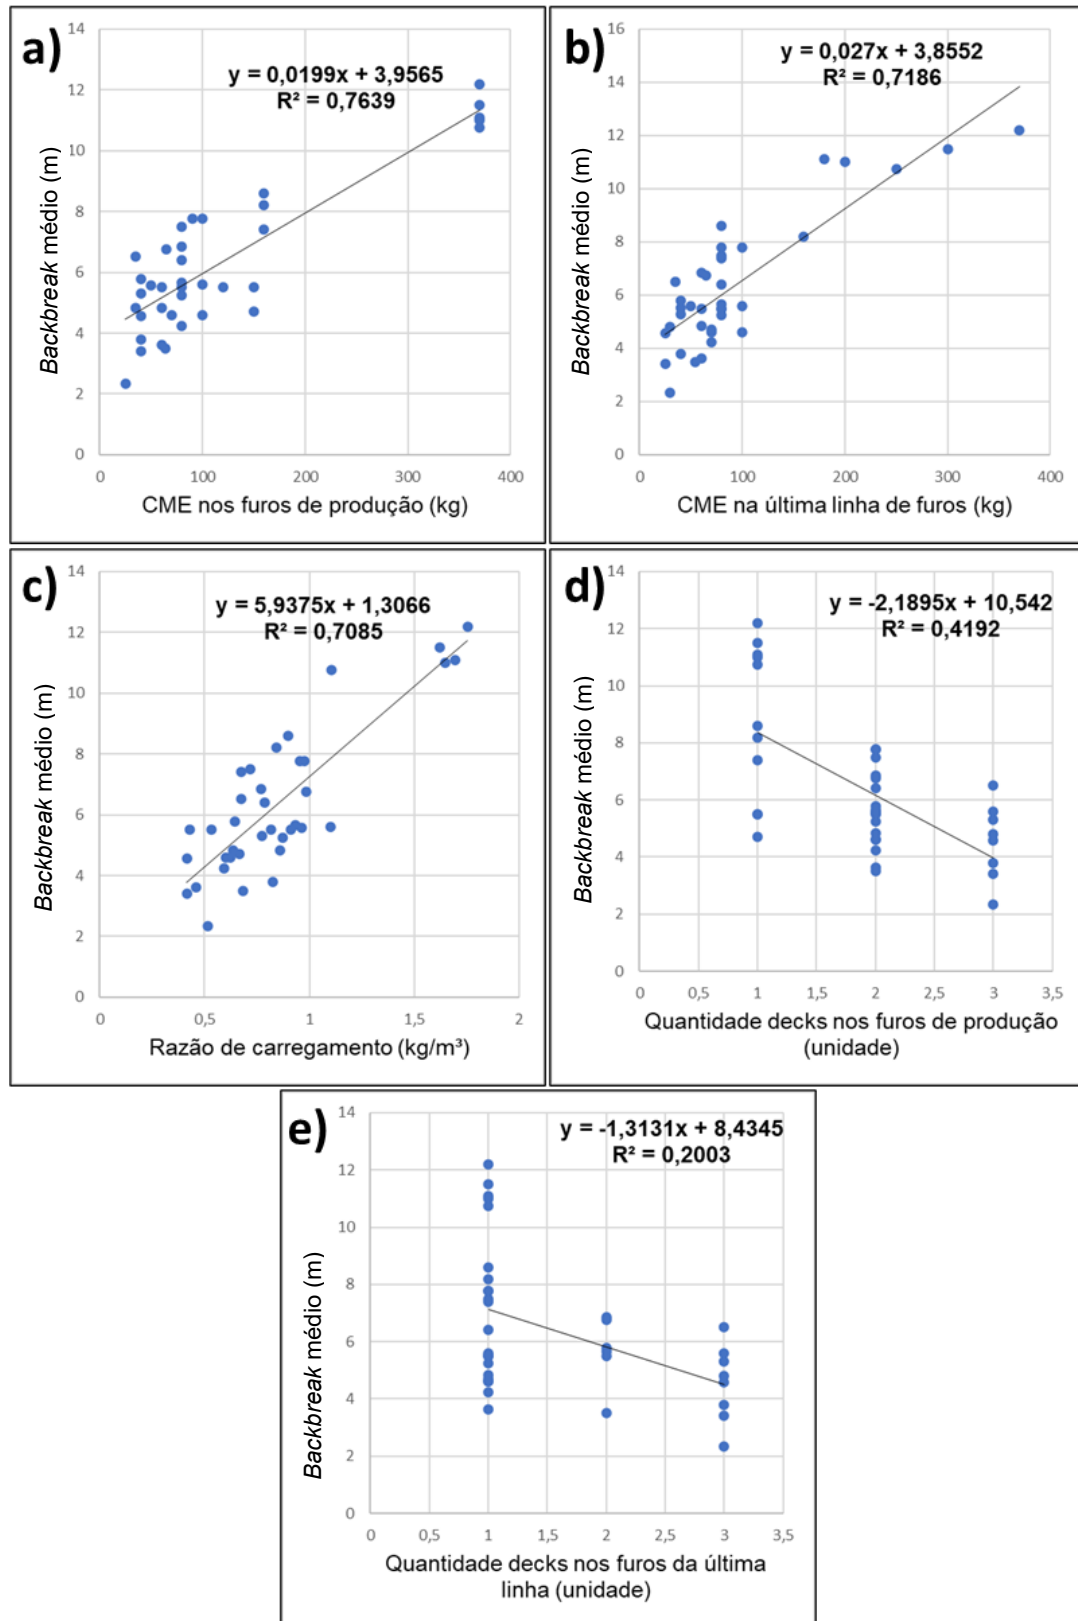 a)
14
12
10
8
6
4
2
0
Backbreak médio (m)
y = 0,0199x + 3,9565
R² = 0,7639
0 100 200 300 400
CME nos furos de produção (kg)
b)
16
14
12
10
8
6
4
2
0
Backbreak médio (m)
y = 0,027x + 3,8552
R² = 0,7186
0 100 200 300 400
CME na última linha de furos (kg)
c)
14
12
10
8
6
4
2
0
Backbreak médio (m)
y = 5,9375x + 1,3066
R² = 0,7085
0 0,5 1 1,5 2
Razão de carregamento (kg/m³)
d)
14
12
10
8
6
4
2
0
Backbreak médio (m)
y = -2,1895x + 10,542
R² = 0,4192
0 0,5 1 1,5 2 2,5 3 3,5
Quantidade decks nos furos de produção
(unidade)
e)
14
12
10
8
6
4
2
0
Backbreak médio (m)
y = -1,3131x + 8,4345
R² = 0,2003
0 0,5 1 1,5 2 2,5 3 3,5
Quantidade decks nos furos da última
linha (unidade)